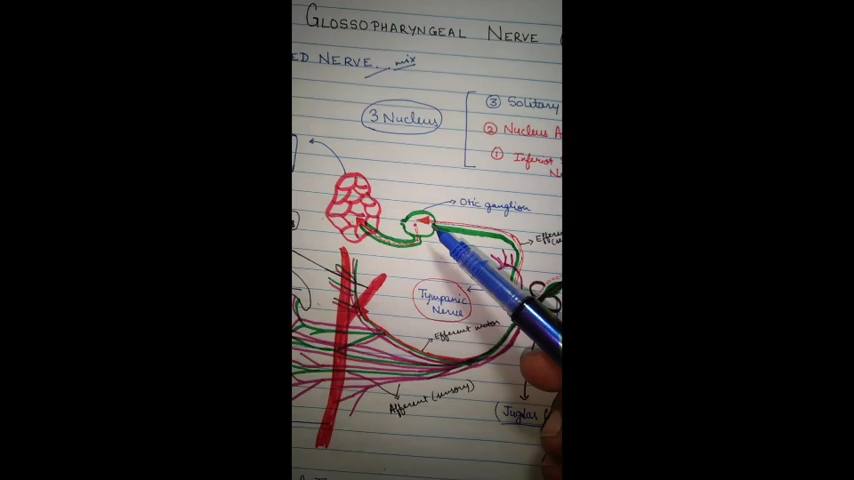 GLOSSOPHARYNGEAL NERVE (
ED NERVE... mix
3 Nucleus
③ Solitary
② Nucleus A
① Inferior S
N
Otic ganglion
Effere
Tympanic
Nerve
Efferent motor
Afferent (sensory)
(Jugular